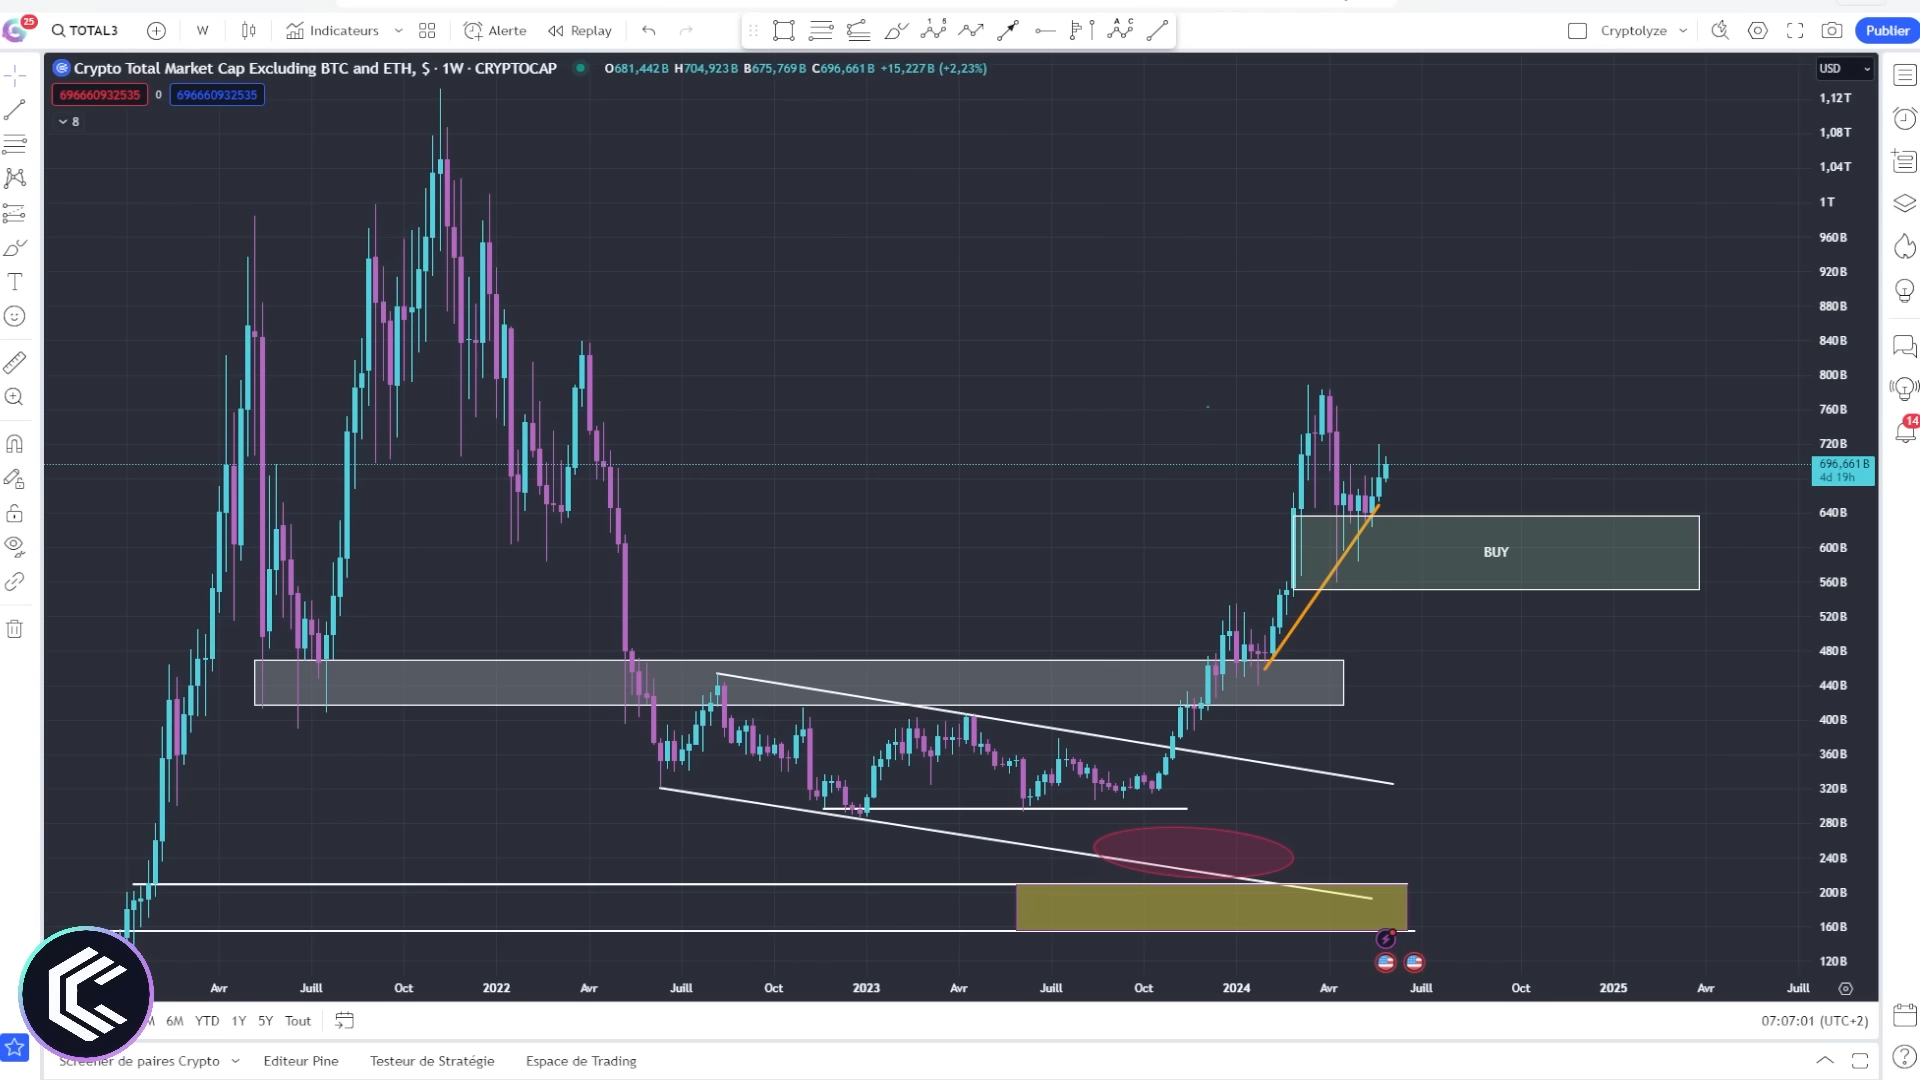 25
TOTAL3
W
Indicateurs
Alerte
Replay
1 5
A C
Cryptolyze
Publier
Crypto Total Market Cap Excluding BTC and ETH, $ · 1W · CRYPTOCAP
O681,442B H704,923B B675,769B C696,661B +15,227B (+2,23%)
USD
696660932535 0 696660932535
8
1,12T
1,08T
1,04T
1T
960B
920B
880B
840B
800B
760B
720B
696,661B
4d 19h
640B
600B
560B
520B
480B
440B
400B
360B
320B
280B
240B
200B
160B
120B
14
BUY
Avr Juill Oct 2022 Avr Juill Oct 2023 Avr Juill Oct 2024 Avr Juill Oct 2025 Avr Juill
6M YTD 1Y 5Y Tout
07:07:01 (UTC+2)
Screener de paires Crypto
Editeur Pine
Testeur de Stratégie
Espace de Trading